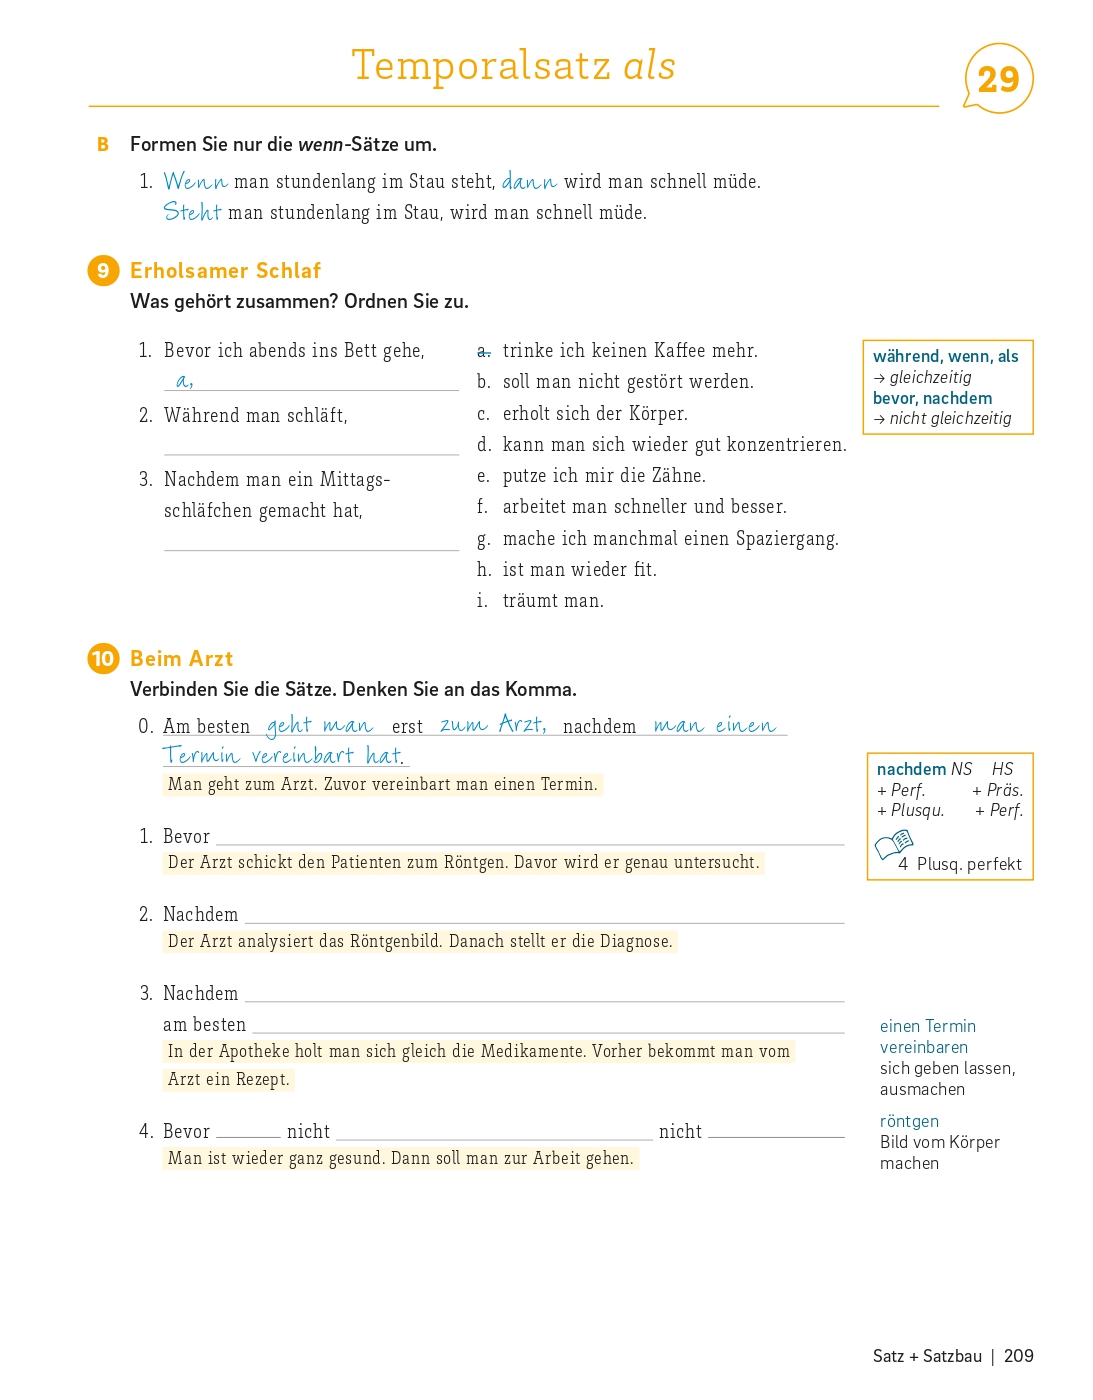 Temporalsatz als
29
B Formen Sie nur die wenn-Sätze um.
1. Wenn man stundenlang im Stau steht, dann wird man schnell müde.
Steht man stundenlang im Stau, wird man schnell müde.
9 Erholsamer Schlaf
Was gehört zusammen? Ordnen Sie zu.
1. Bevor ich abends ins Bett gehe,
a,
2. Während man schläft,
3. Nachdem man ein Mittags-
schläfchen gemacht hat,
a. trinke ich keinen Kaffee mehr.
b. soll man nicht gestört werden.
c. erholt sich der Körper.
d. kann man sich wieder gut konzentrieren.
e. putze ich mir die Zähne.
f. arbeitet man schneller und besser.
g. mache ich manchmal einen Spaziergang.
h. ist man wieder fit.
i. träumt man.
während, wenn, als
→ gleichzeitig
bevor, nachdem
→ nicht gleichzeitig
10 Beim Arzt
Verbinden Sie die Sätze. Denken Sie an das Komma.
0. Am besten geht man erst zum Arzt, nachdem man einen
Termin vereinbart hat.
Man geht zum Arzt. Zuvor vereinbart man einen Termin.
1. Bevor
Der Arzt schickt den Patienten zum Röntgen. Davor wird er genau untersucht.
2. Nachdem
Der Arzt analysiert das Röntgenbild. Danach stellt er die Diagnose.
3. Nachdem
am besten
In der Apotheke holt man sich gleich die Medikamente. Vorher bekommt man vom
Arzt ein Rezept.
4. Bevor nicht nicht
Man ist wieder ganz gesund. Dann soll man zur Arbeit gehen.
nachdem NS HS
+ Perf. + Präs.
+ Plusqu. + Perf.
4 Plusq. perfekt
einen Termin
vereinbaren
sich geben lassen,
ausmachen
röntgen
Bild vom Körper
machen
Satz + Satzbau | 209